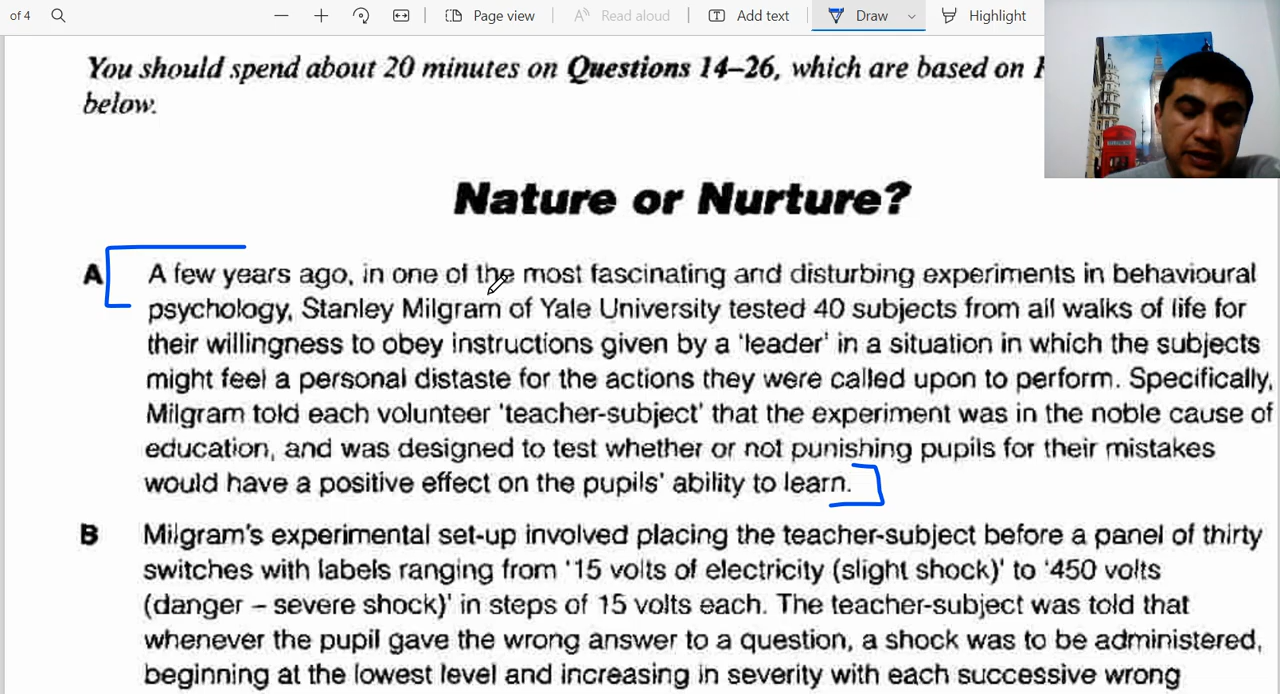 of 4
Page view
Read aloud
Add text
Draw
Highlight
You should spend about 20 minutes on Questions 14–26, which are based on
below.
Nature or Nurture?
A A few years ago, in one of the most fascinating and disturbing experiments in behavioural
psychology, Stanley Milgram of Yale University tested 40 subjects from all walks of life for
their willingness to obey instructions given by a 'leader' in a situation in which the subjects
might feel a personal distaste for the actions they were called upon to perform. Specifically,
Milgram told each volunteer 'teacher-subject' that the experiment was in the noble cause of
education, and was designed to test whether or not punishing pupils for their mistakes
would have a positive effect on the pupils' ability to learn.
B Milgram's experimental set-up involved placing the teacher-subject before a panel of thirty
switches with labels ranging from '15 volts of electricity (slight shock)' to '450 volts
(danger – severe shock)' in steps of 15 volts each. The teacher-subject was told that
whenever the pupil gave the wrong answer to a question, a shock was to be administered,
beginning at the lowest level and increasing in severity with each successive wrong